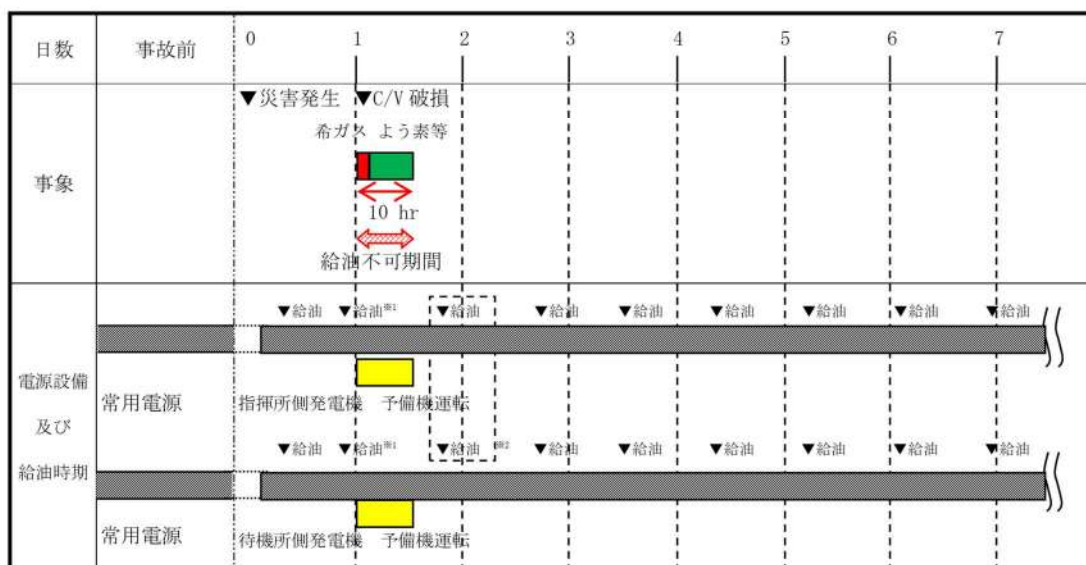 日数 事故前 0 1 2 3 4 5 6 7
▼災害発生 ▼C/V 破損
希ガス よう素等
事象
10 hr
給油不可期間
▼給油 ▼給油※1 ▼給油 ▼給油 ▼給油 ▼給油 ▼給油 ▼給油 ▼給油
電源設備
及び
給油時期
常用電源 指揮所側発電機 予備機運転
▼給油 ▼給油※1 ▼給油 ※2 ▼給油 ▼給油 ▼給油 ▼給油 ▼給油 ▼給油
常用電源 待機所側発電機 予備機運転